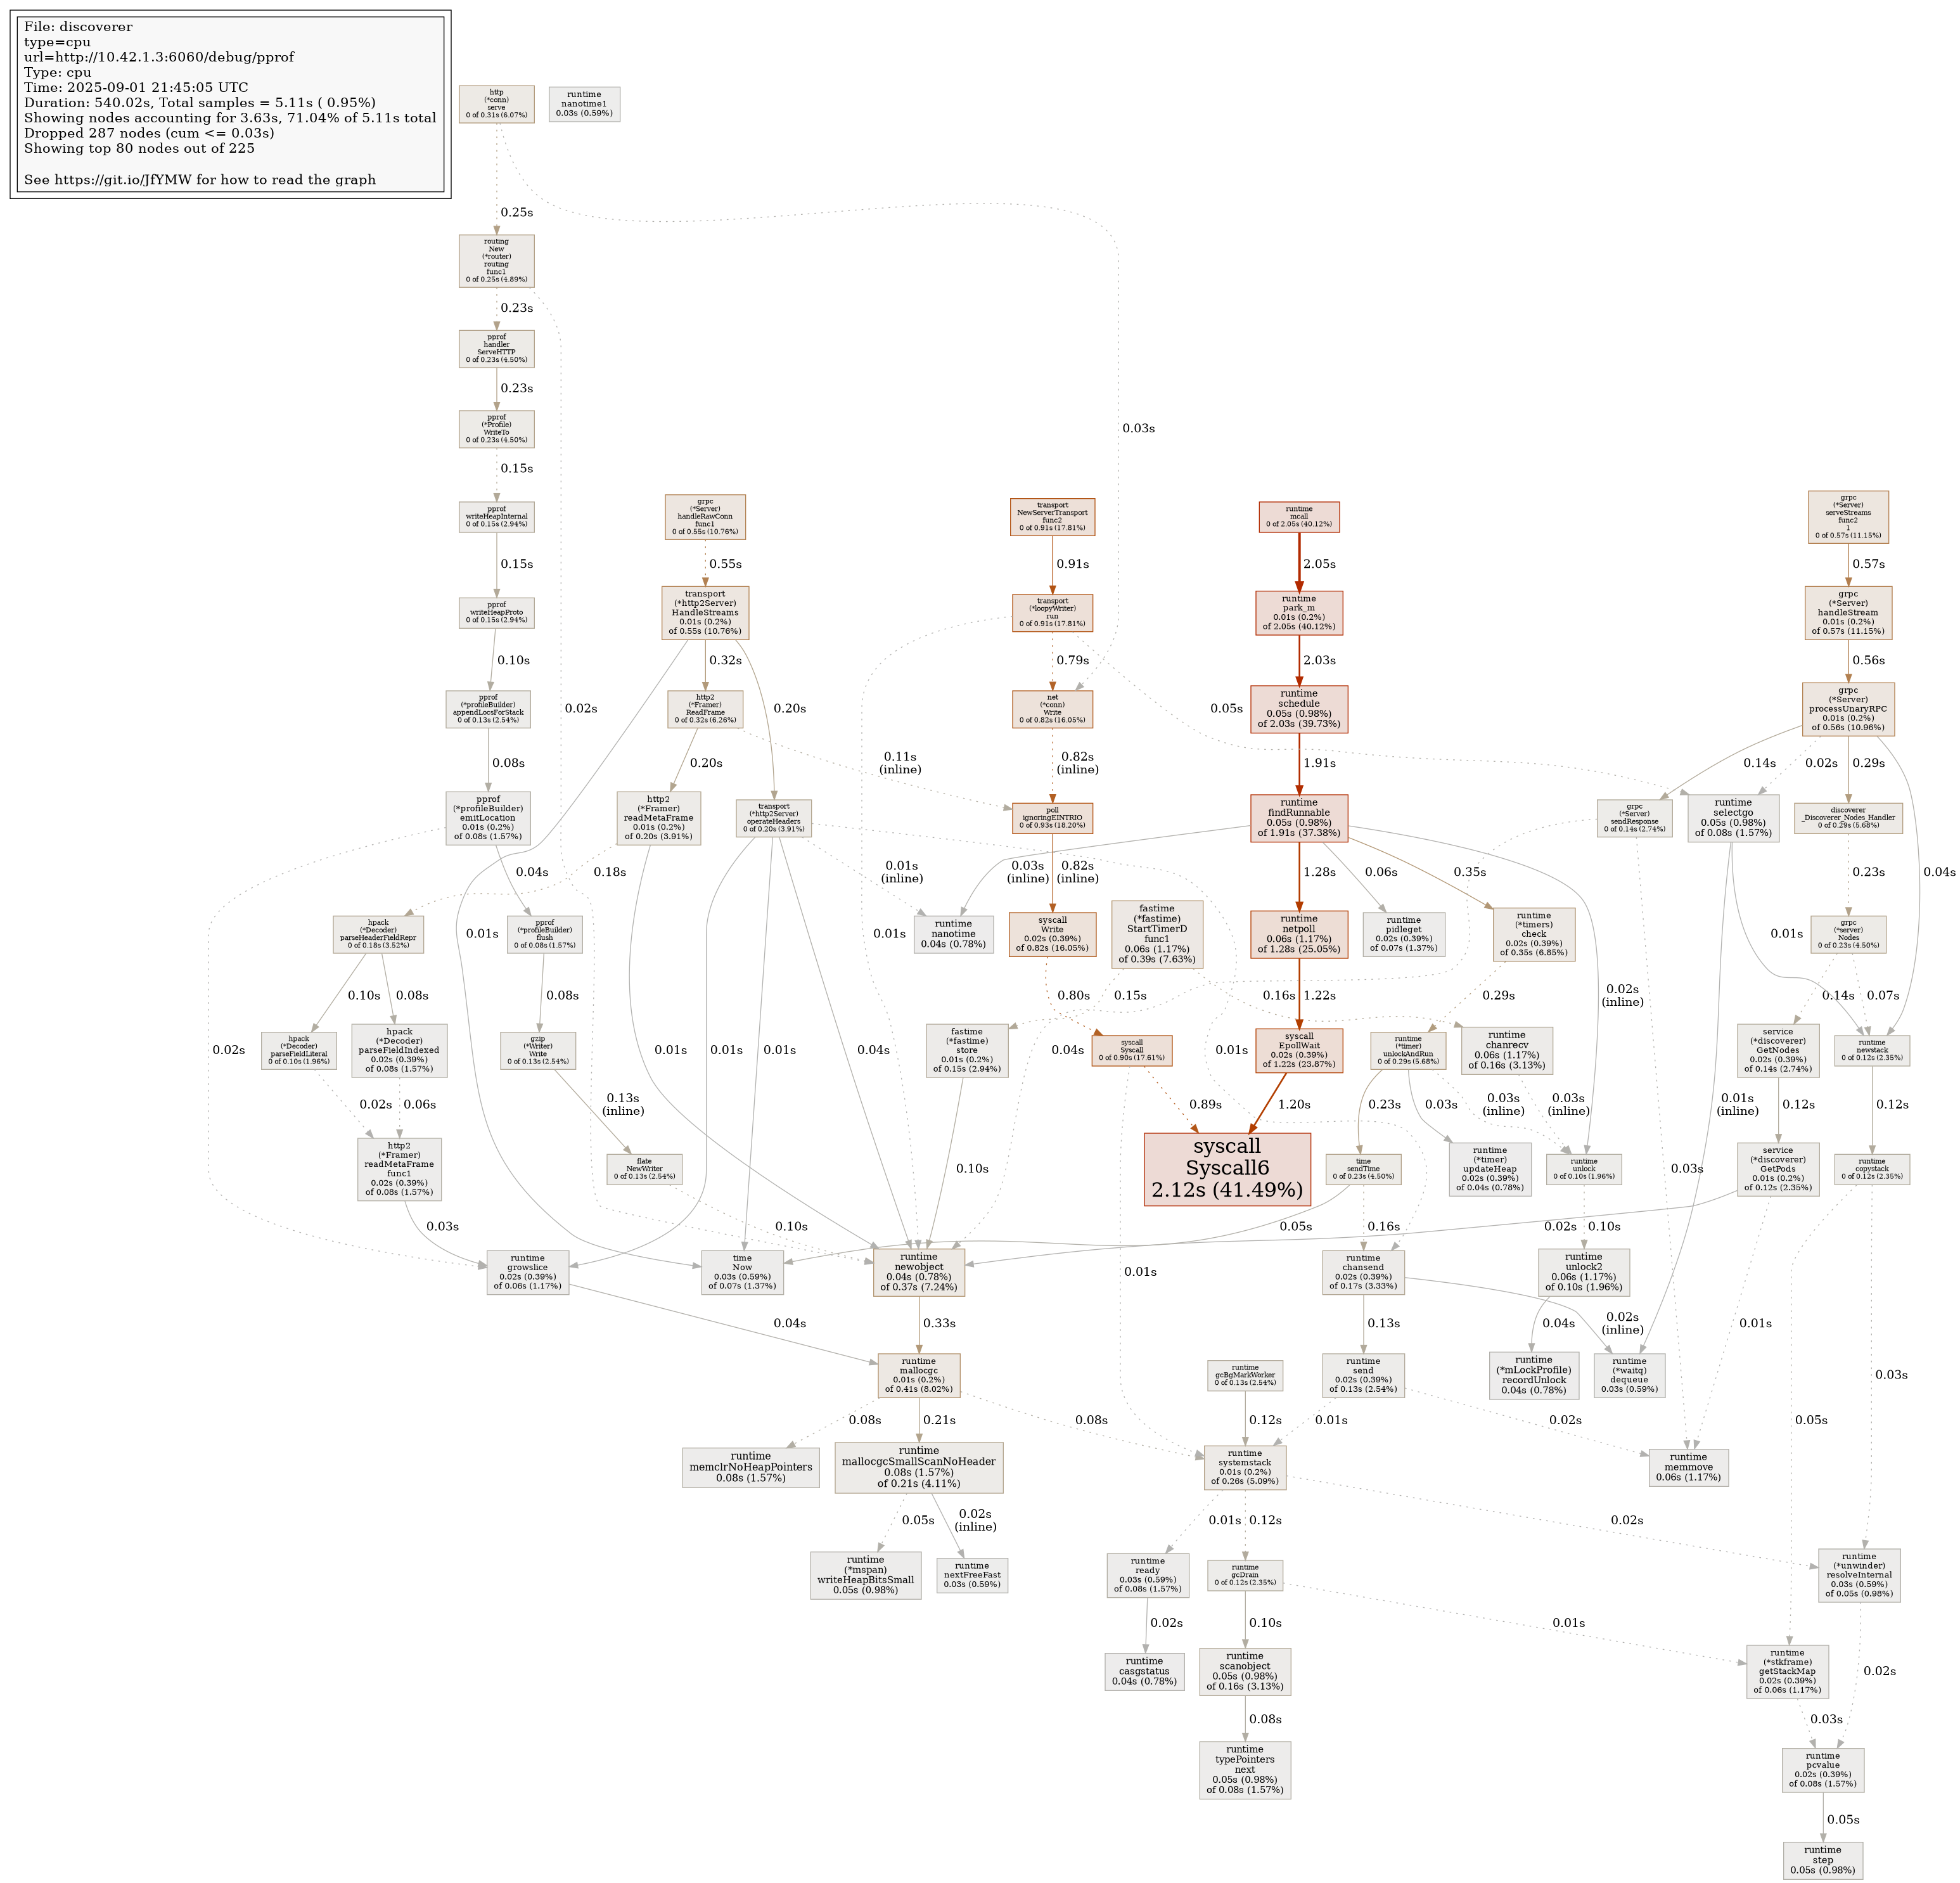 File: discoverer
type=cpu
url=http://10.42.1.3:6060/debug/pprof
Type: cpu
Time: 2025-09-01 21:45:05 UTC
Duration: 540.02s, Total samples = 5.11s ( 0.95%)
Showing nodes accounting for 3.63s, 71.04% of 5.11s total
Dropped 287 nodes (cum <= 0.03s)
Showing top 80 nodes out of 225
See https://git.io/JfYMW for how to read the graph
http
(*conn)
serve
0 of 0.31s (6.07%)
runtime
nanotime1
0.03s (0.59%)
0.25s
routing
New
(*router)
routing
func1
0 of 0.25s (4.89%)
0.23s
pprof
handler
ServeHTTP
0 of 0.23s (4.50%)
0.23s
pprof
(*Profile)
WriteTo
0 of 0.23s (4.50%)
0.03s
0.15s
pprof
writeHeapInternal
0 of 0.15s (2.94%)
grpc
(*Server)
handleRawConn
func1
0 of 0.55s (10.76%)
transport
NewServerTransport
func2
0 of 0.91s (17.81%)
runtime
mcall
0 of 2.05s (40.12%)
grpc
(*Server)
serveStreams
func2
1
0 of 0.57s (11.15%)
0.15s
0.55s
0.91s
2.05s
0.57s
pprof
writeHeapProto
0 of 0.15s (2.94%)
transport
(*http2Server)
HandleStreams
0.01s (0.2%)
of 0.55s (10.76%)
transport
(*loopyWriter)
run
0 of 0.91s (17.81%)
runtime
park_m
0.01s (0.2%)
of 2.05s (40.12%)
grpc
(*Server)
handleStream
0.01s (0.2%)
of 0.57s (11.15%)
0.10s
0.32s
0.79s
2.03s
0.56s
pprof
(*profileBuilder)
appendLocsForStack
0 of 0.13s (2.54%)
0.02s
http2
(*Framer)
ReadFrame
0 of 0.32s (6.26%)
0.20s
net
(*conn)
Write
0 of 0.82s (16.05%)
0.05s
runtime
schedule
0.05s (0.98%)
of 2.03s (39.73%)
grpc
(*Server)
processUnaryRPC
0.01s (0.2%)
of 0.56s (10.96%)
0.08s
0.20s
0.11s
(inline)
0.82s
(inline)
1.91s
0.14s
0.02s
0.29s
pprof
(*profileBuilder)
emitLocation
0.01s (0.2%)
of 0.08s (1.57%)
http2
(*Framer)
readMetaFrame
0.01s (0.2%)
of 0.20s (3.91%)
transport
(*http2Server)
operateHeaders
0 of 0.20s (3.91%)
poll
ignoringEINTRIO
0 of 0.93s (18.20%)
runtime
findRunnable
0.05s (0.98%)
of 1.91s (37.38%)
grpc
(*Server)
sendResponse
0 of 0.14s (2.74%)
runtime
selectgo
0.05s (0.98%)
of 0.08s (1.57%)
discoverer
_Discoverer_Nodes_Handler
0 of 0.29s (5.68%)
0.04s
0.04s
0.18s
0.01s
(inline)
0.03s
(inline)
0.82s
(inline)
1.28s
0.06s
0.35s
0.23s
hpack
(*Decoder)
parseHeaderFieldRepr
0 of 0.18s (3.52%)
0.01s
pprof
(*profileBuilder)
flush
0 of 0.08s (1.57%)
0.01s
runtime
nanotime
0.04s (0.78%)
syscall
Write
0.02s (0.39%)
of 0.82s (16.05%)
fastime
(*fastime)
StartTimerD
func1
0.06s (1.17%)
of 0.39s (7.63%)
runtime
netpoll
0.06s (1.17%)
of 1.28s (25.05%)
runtime
pidleget
0.02s (0.39%)
of 0.07s (1.37%)
runtime
(*timers)
check
0.02s (0.39%)
of 0.35s (6.85%)
0.01s
grpc
(*server)
Nodes
0 of 0.23s (4.50%)
0.10s
0.08s
0.08s
0.80s
0.15s
0.16s
1.22s
0.29s
0.02s
(inline)
0.14s
0.07s
0.02s
hpack
(*Decoder)
parseFieldLiteral
0 of 0.10s (1.96%)
hpack
(*Decoder)
parseFieldIndexed
0.02s (0.39%)
of 0.08s (1.57%)
gzip
(*Writer)
Write
0 of 0.13s (2.54%)
0.01s
0.01s
0.01s
0.04s
fastime
(*fastime)
store
0.01s (0.2%)
of 0.15s (2.94%)
0.04s
syscall
Syscall
0 of 0.90s (17.61%)
0.01s
syscall
EpollWait
0.02s (0.39%)
of 1.22s (23.87%)
runtime
(*timer)
unlockAndRun
0 of 0.29s (5.68%)
runtime
chanrecv
0.06s (1.17%)
of 0.16s (3.13%)
service
(*discoverer)
GetNodes
0.02s (0.39%)
of 0.14s (2.74%)
runtime
newstack
0 of 0.12s (2.35%)
0.02s
0.06s
0.13s
(inline)
0.89s
1.20s
0.23s
0.03s
0.03s
(inline)
0.03s
(inline)
0.01s
(inline)
0.12s
0.12s
http2
(*Framer)
readMetaFrame
func1
0.02s (0.39%)
of 0.08s (1.57%)
flate
NewWriter
0 of 0.13s (2.54%)
0.10s
syscall
Syscall6
2.12s (41.49%)
time
sendTime
0 of 0.23s (4.50%)
runtime
(*timer)
updateHeap
0.02s (0.39%)
of 0.04s (0.78%)
runtime
unlock
0 of 0.10s (1.96%)
0.03s
service
(*discoverer)
GetPods
0.01s (0.2%)
of 0.12s (2.35%)
runtime
copystack
0 of 0.12s (2.35%)
0.03s
0.10s
0.05s
0.16s
0.02s
0.10s
runtime
growslice
0.02s (0.39%)
of 0.06s (1.17%)
time
Now
0.03s (0.59%)
of 0.07s (1.37%)
runtime
newobject
0.04s (0.78%)
of 0.37s (7.24%)
0.01s
runtime
chansend
0.02s (0.39%)
of 0.17s (3.33%)
runtime
unlock2
0.06s (1.17%)
of 0.10s (1.96%)
0.04s
0.33s
0.13s
0.02s
(inline)
0.04s
0.01s
runtime
mallocgc
0.01s (0.2%)
of 0.41s (8.02%)
runtime
gcBgMarkWorker
0 of 0.13s (2.54%)
runtime
send
0.02s (0.39%)
of 0.13s (2.54%)
runtime
(*mLockProfile)
recordUnlock
0.04s (0.78%)
runtime
(*waitq)
dequeue
0.03s (0.59%)
0.03s
0.08s
0.21s
0.08s
0.12s
0.01s
0.02s
0.05s
runtime
memclrNoHeapPointers
0.08s (1.57%)
runtime
mallocgcSmallScanNoHeader
0.08s (1.57%)
of 0.21s (4.11%)
runtime
systemstack
0.01s (0.2%)
of 0.26s (5.09%)
runtime
memmove
0.06s (1.17%)
0.05s
0.02s
(inline)
0.01s
0.12s
0.02s
runtime
(*mspan)
writeHeapBitsSmall
0.05s (0.98%)
runtime
nextFreeFast
0.03s (0.59%)
runtime
ready
0.03s (0.59%)
of 0.08s (1.57%)
runtime
gcDrain
0 of 0.12s (2.35%)
runtime
(*unwinder)
resolveInternal
0.03s (0.59%)
of 0.05s (0.98%)
0.02s
0.10s
0.01s
0.02s
runtime
casgstatus
0.04s (0.78%)
runtime
scanobject
0.05s (0.98%)
of 0.16s (3.13%)
runtime
(*stkframe)
getStackMap
0.02s (0.39%)
of 0.06s (1.17%)
0.08s
0.03s
runtime
typePointers
next
0.05s (0.98%)
of 0.08s (1.57%)
runtime
pcvalue
0.02s (0.39%)
of 0.08s (1.57%)
0.05s
runtime
step
0.05s (0.98%)